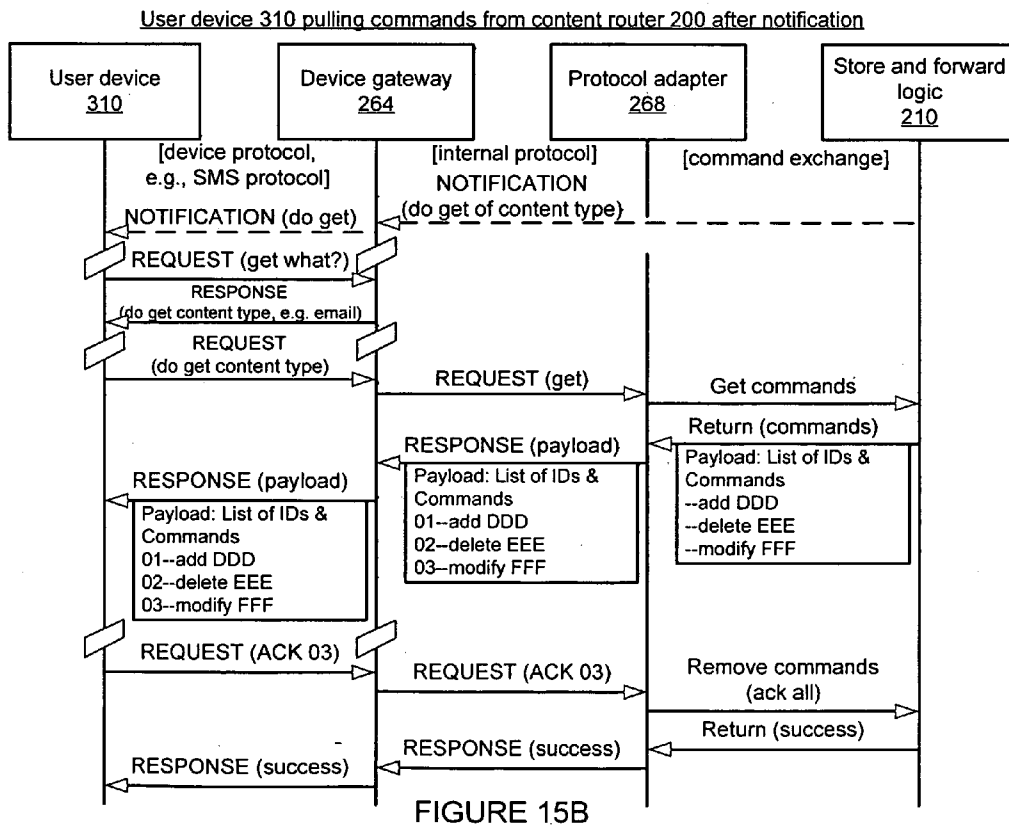 User device 310 pulling commands from content router 200 after notification
User device
310
Device gateway
264
Protocol adapter
268
Store and forward
logic
210
[device protocol,
e.g., SMS protocol]
[internal protocol]
[command exchange]
NOTIFICATION
(do get of content type)
NOTIFICATION (do get)
REQUEST (get what?)
RESPONSE
(do get content type, e.g. email)
REQUEST
(do get content type)
REQUEST (get)
Get commands
Return (commands)
Payload: List of IDs &
Commands
--add DDD
--delete EEE
--modify FFF
RESPONSE (payload)
Payload: List of IDs &
Commands
01--add DDD
02--delete EEE
03--modify FFF
RESPONSE (payload)
Payload: List of IDs &
Commands
01--add DDD
02--delete EEE
03--modify FFF
REQUEST (ACK 03)
REQUEST (ACK 03)
Remove commands
(ack all)
Return (success)
RESPONSE (success)
RESPONSE (success)
FIGURE 15B